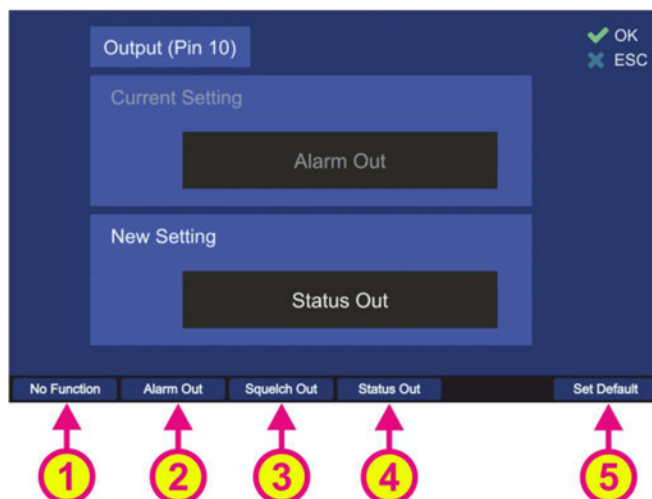 Output (Pin 10)
OK
ESC
Current Setting
Alarm Out
New Setting
Status Out
No Function Alarm Out Squelch Out Status Out Set Default
1 2 3 4 5